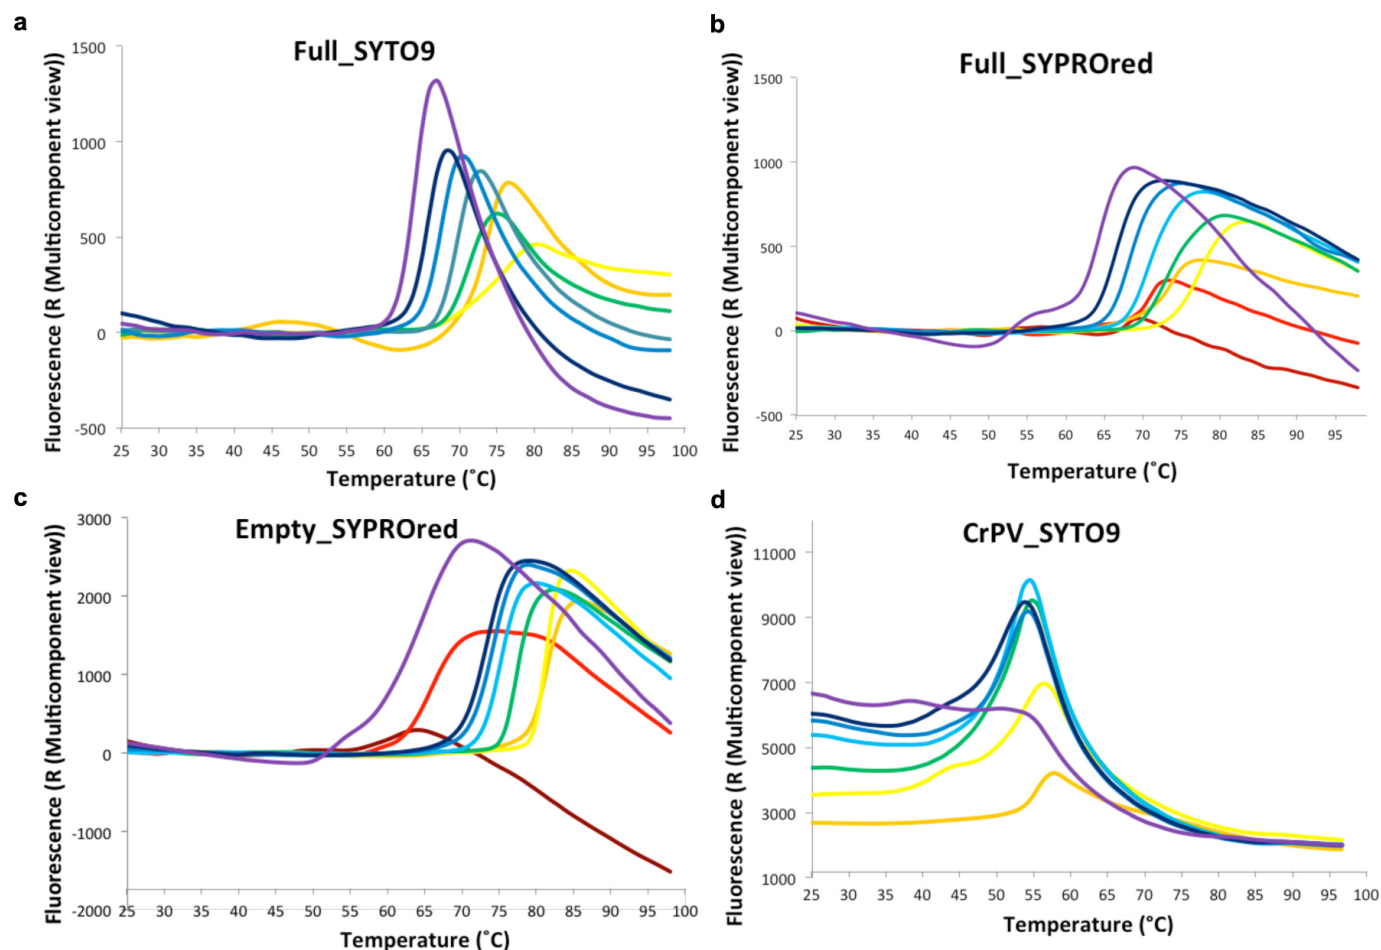 a
Full_SYTO9
Fluorescence (R (Multicomponent view))
1500
1000
500
0
-500
25 30 35 40 45 50 55 60 65 70 75 80 85 90 95 100
Temperature (˚C)
b
Full_SYPROred
Fluorescence (R (Multicomponent view))
1500
1000
500
0
-500
25 30 35 40 45 50 55 60 65 70 75 80 85 90 95
Temperature (˚C)
c
Empty_SYPROred
Fluorescence (R (Multicomponent view))
3000
2000
1000
0
-1000
-2000
25 30 35 40 45 50 55 60 65 70 75 80 85 90 95 100
Temperature (˚C)
d
CrPV_SYTO9
Fluorescence (R (Multicomponent view))
11000
9000
7000
5000
3000
1000
25 30 35 40 45 50 55 60 65 70 75 80 85 90 95 100
Temperature (˚C)